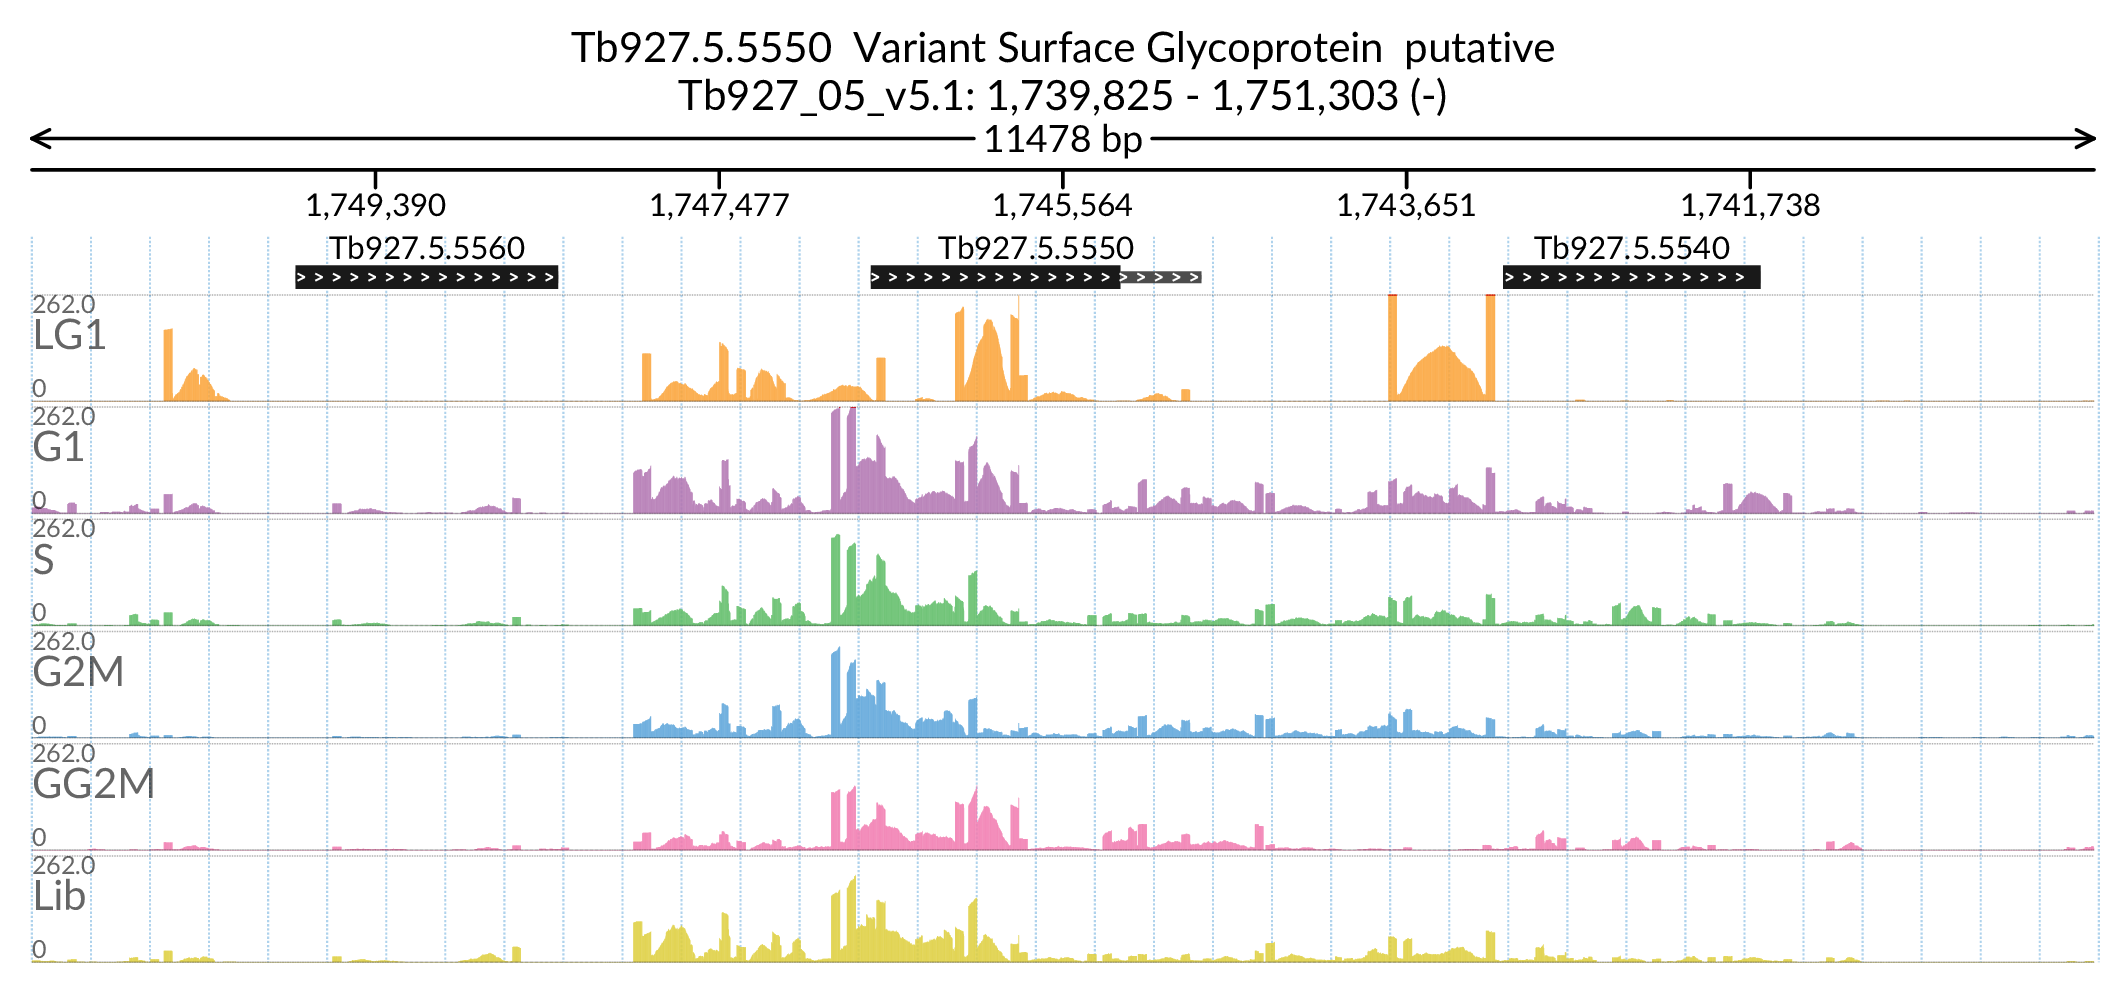 Tb927.5.5550 Variant Surface Glycoprotein putative
Tb927_05_v5.1: 1,739,825 - 1,751,303 (-)
11478 bp
1,749,390 1,747,477 1,745,564 1,743,651 1,741,738
Tb927.5.5560 Tb927.5.5550 Tb927.5.5540
262.0
LG1
0
262.0
G1
0
262.0
S
0
262.0
G2M
0
262.0
GG2M
0
262.0
Lib
0